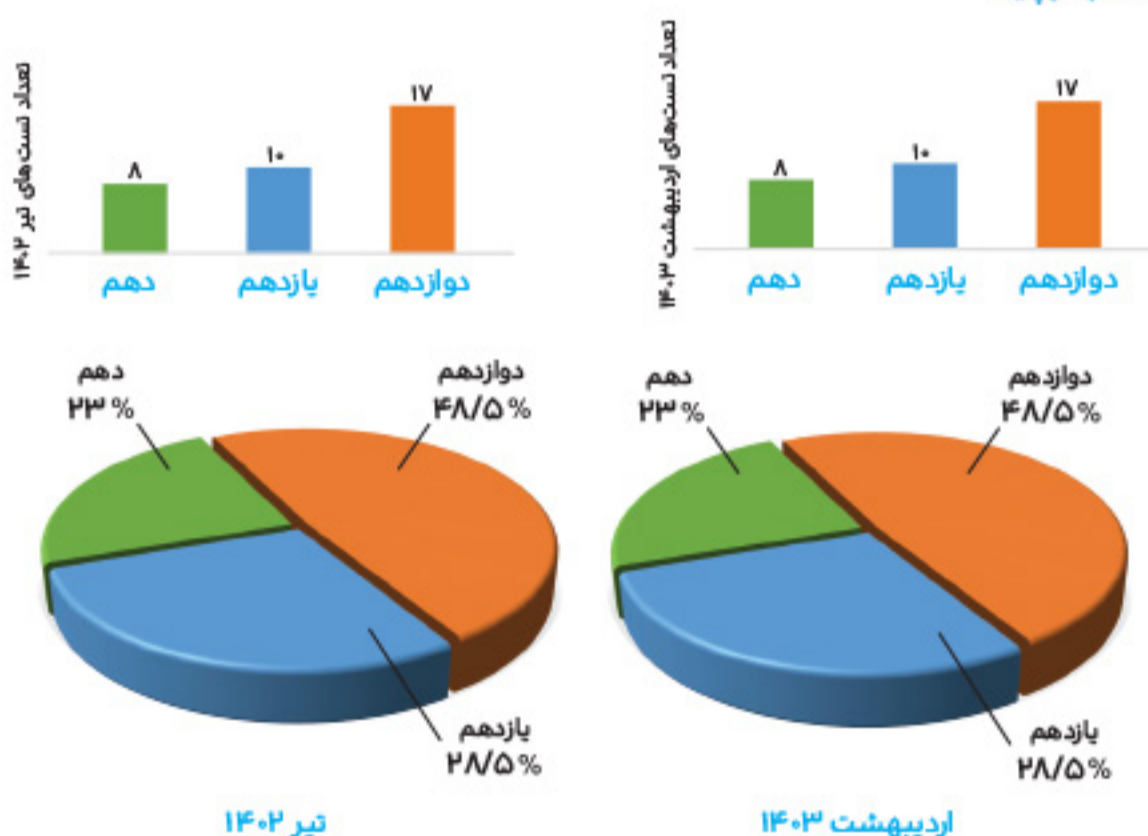 تعداد تست‌های اردیبهشت ۱۴۰۳
۱۷
۱۰
۸
دوازدهم
یازدهم
دهم
تعداد تست‌های تیر ۱۴۰۲
۱۷
۱۰
۸
دوازدهم
یازدهم
دهم
دوازدهم
۴۸/۵%
دهم
۲۳%
یازدهم
۲۸/۵%
اردیبهشت ۱۴۰۳
دوازدهم
۴۸/۵%
دهم
۲۳%
یازدهم
۲۸/۵%
تیر ۱۴۰۲